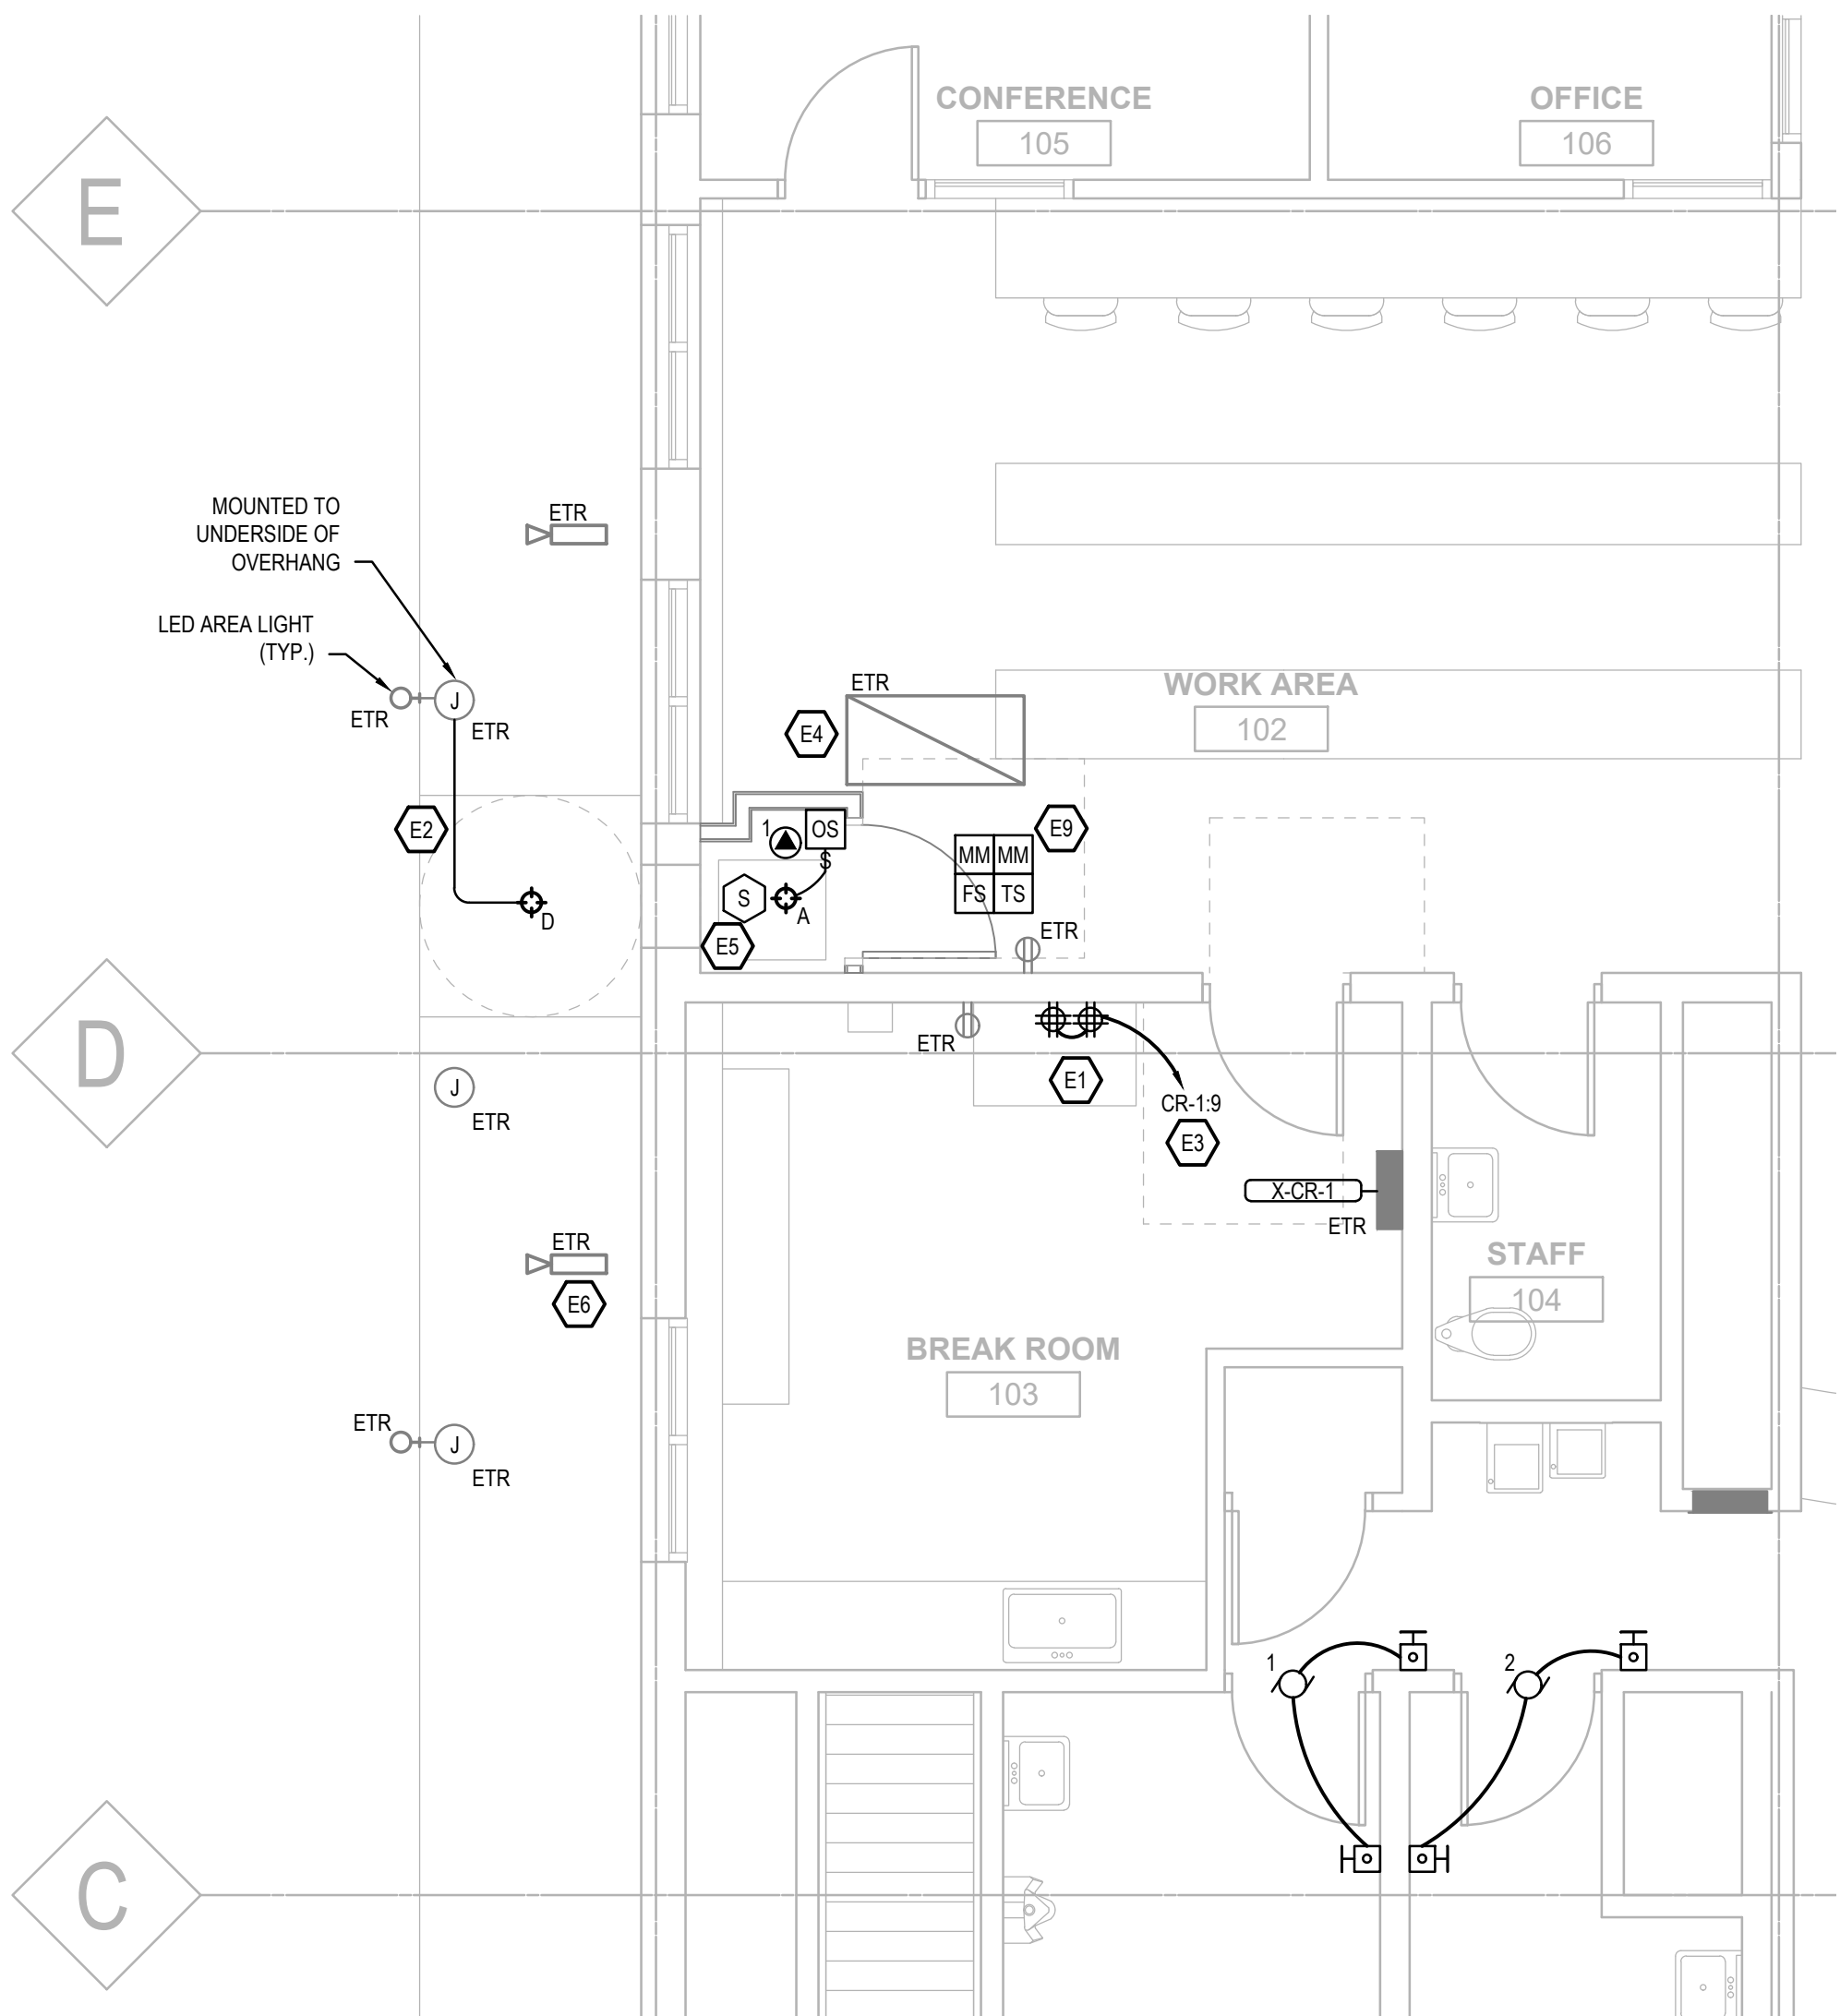 CONFERENCE
105
OFFICE
106
E
ETR
MOUNTED TO
UNDERSIDE OF
OVERHANG
LED AREA LIGHT
(TYP.)
ETR
J
ETR
ETR
E4
WORK AREA
102
E2
1
OS
$
E9
MM MM
FS TS
S
A
E5
D
ETR
D
ETR
E1
CR-1:9
E3
J
ETR
X-CR-1
ETR
ETR
E6
STAFF
104
BREAK ROOM
103
ETR
J
ETR
1
2
C